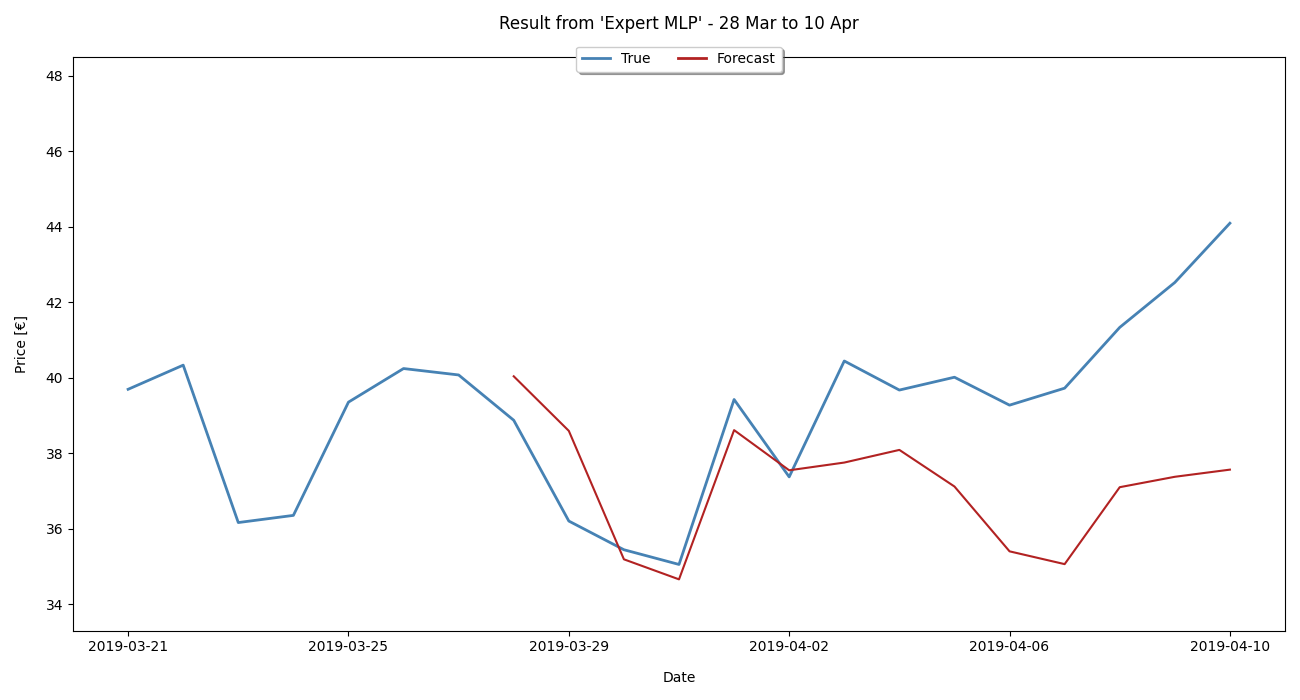 Result from 'Expert MLP' - 28 Mar to 10 Apr
True Forecast
48
46
44
42
40
38
36
34
Price [€]
2019-03-21 2019-03-25 2019-03-29 2019-04-02 2019-04-06 2019-04-10
Date